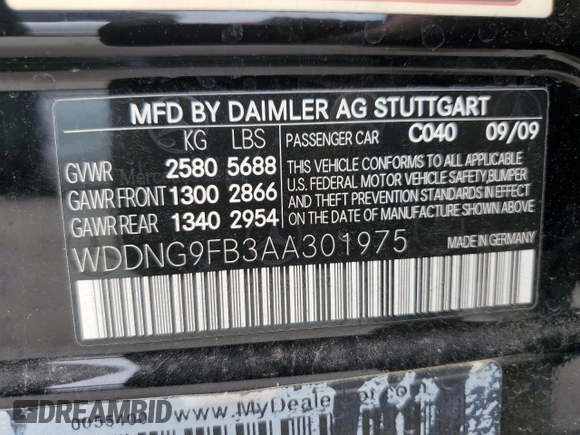 MFD BY DAIMLER AG STUTTGART
KG LBS PASSENGER CAR C040 09/09
GVWR 2580 5688
GAWR FRONT 1300 2866
GAWR REAR 1340 2954
THIS VEHICLE CONFORMS TO ALL APPLICABLE
U.S. FEDERAL MOTOR VEHICLE SAFETY, BUMPER
AND THEFT PREVENTION STANDARDS IN EFFECT
ON THE DATE OF MANUFACTURE SHOWN ABOVE.
WDDNG9FB3AA301975 MADE IN GERMANY
DREAMBID